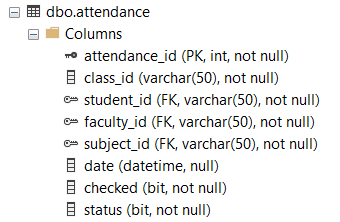 dbo.attendance
Columns
attendance_id (PK, int, not null)
class_id (varchar(50), not null)
student_id (FK, varchar(50), not null)
faculty_id (FK, varchar(50), not null)
subject_id (FK, varchar(50), not null)
date (datetime, null)
checked (bit, not null)
status (bit, not null)